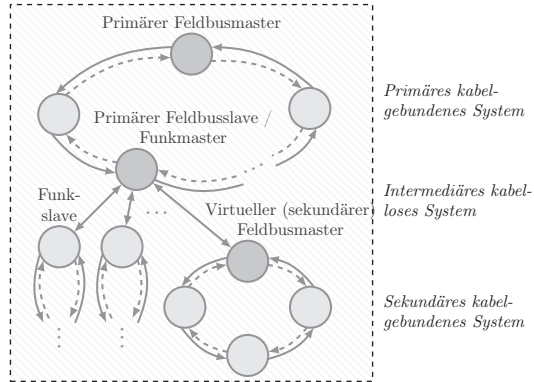 Primärer Feldbusmaster
Primäres kabel-
gebundenes System
Primärer Feldbusslave /
Funkmaster
Funk-
slave
Virtueller (sekundärer)
Feldbusmaster
Intermediäres kabel-
loses System
Sekundäres kabel-
gebundenes System